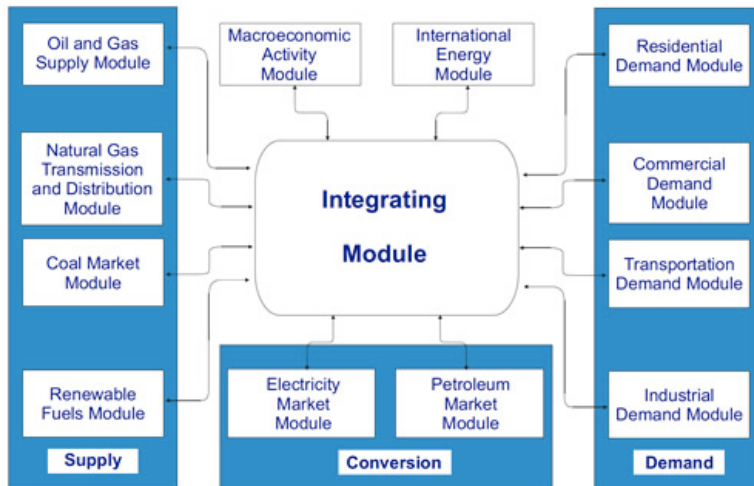 Oil and Gas
Supply Module
Macroeconomic
Activity
Module
International
Energy
Module
Residential
Demand Module
Natural Gas
Transmission
and Distribution
Module
Commercial
Demand
Module
Integrating
Module
Coal Market
Module
Transportation
Demand Module
Renewable
Fuels Module
Electricity
Market
Module
Petroleum
Market
Module
Industrial
Demand Module
Supply
Conversion
Demand